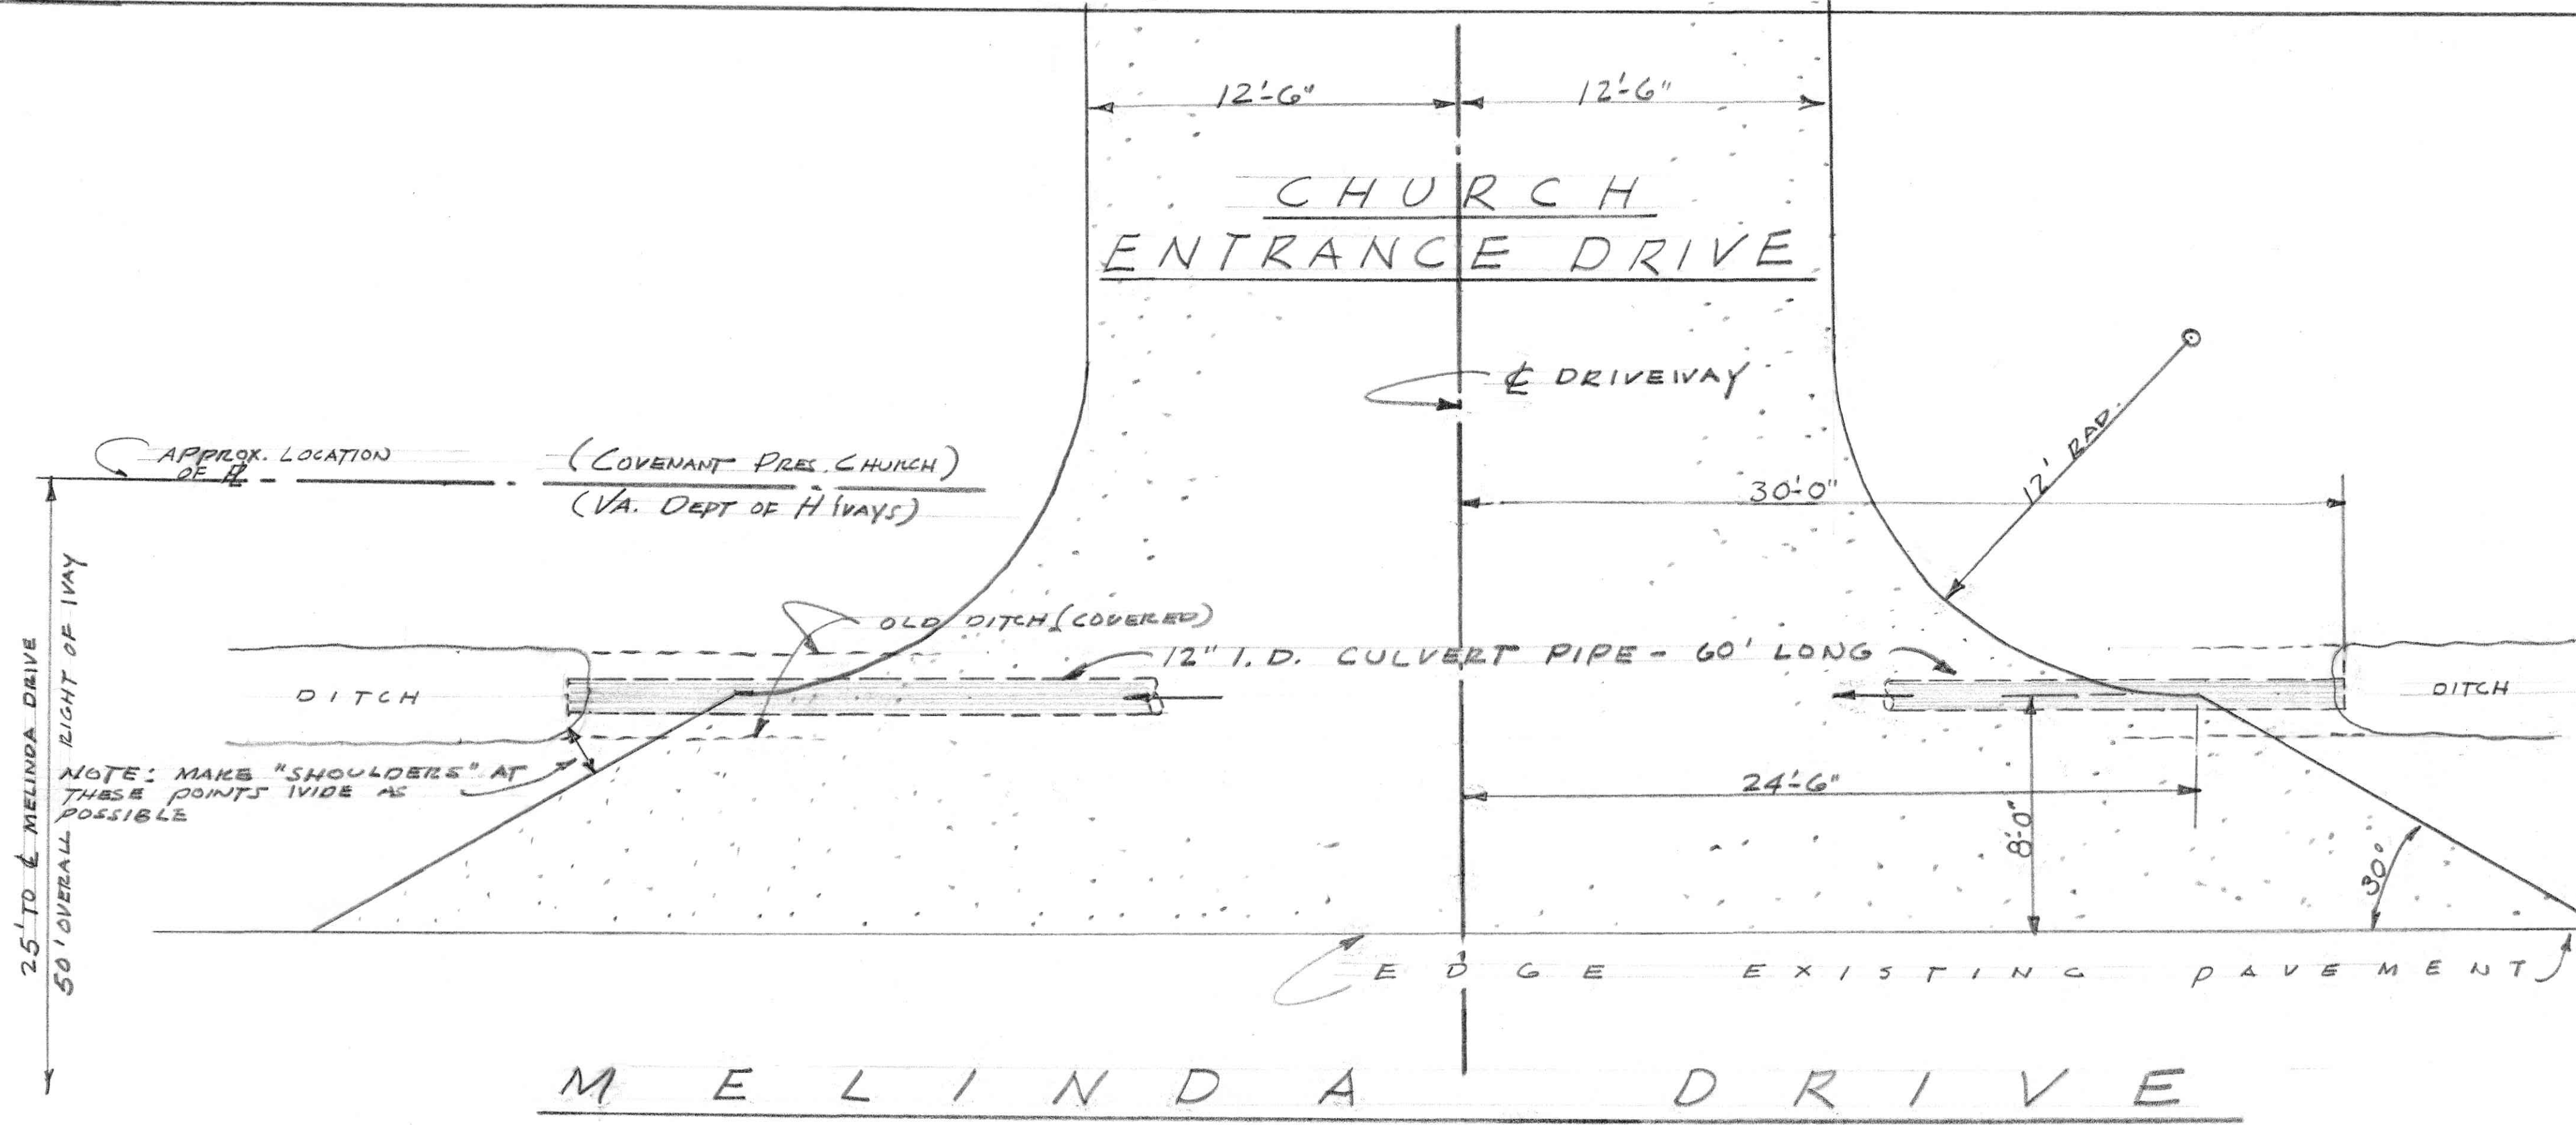 12'-6"
12'-6"
CHURCH
ENTRANCE DRIVE
℄ DRIVEWAY
12' RAD.
APPROX. LOCATION
OF ⅊
(COVENANT PRES. CHURCH)
(VA. DEPT OF HIWAYS)
30'-0"
25' TO ℄ MELINDA DRIVE
50' OVERALL RIGHT OF WAY
OLD DITCH (COVERED)
12" I.D. CULVERT PIPE - 60' LONG
DITCH
DITCH
NOTE: MAKE "SHOULDERS" AT
THESE POINTS WIDE AS
POSSIBLE
24'-6"
8'-0"
30°
EDGE EXISTING PAVEMENT
MELINDA DRIVE